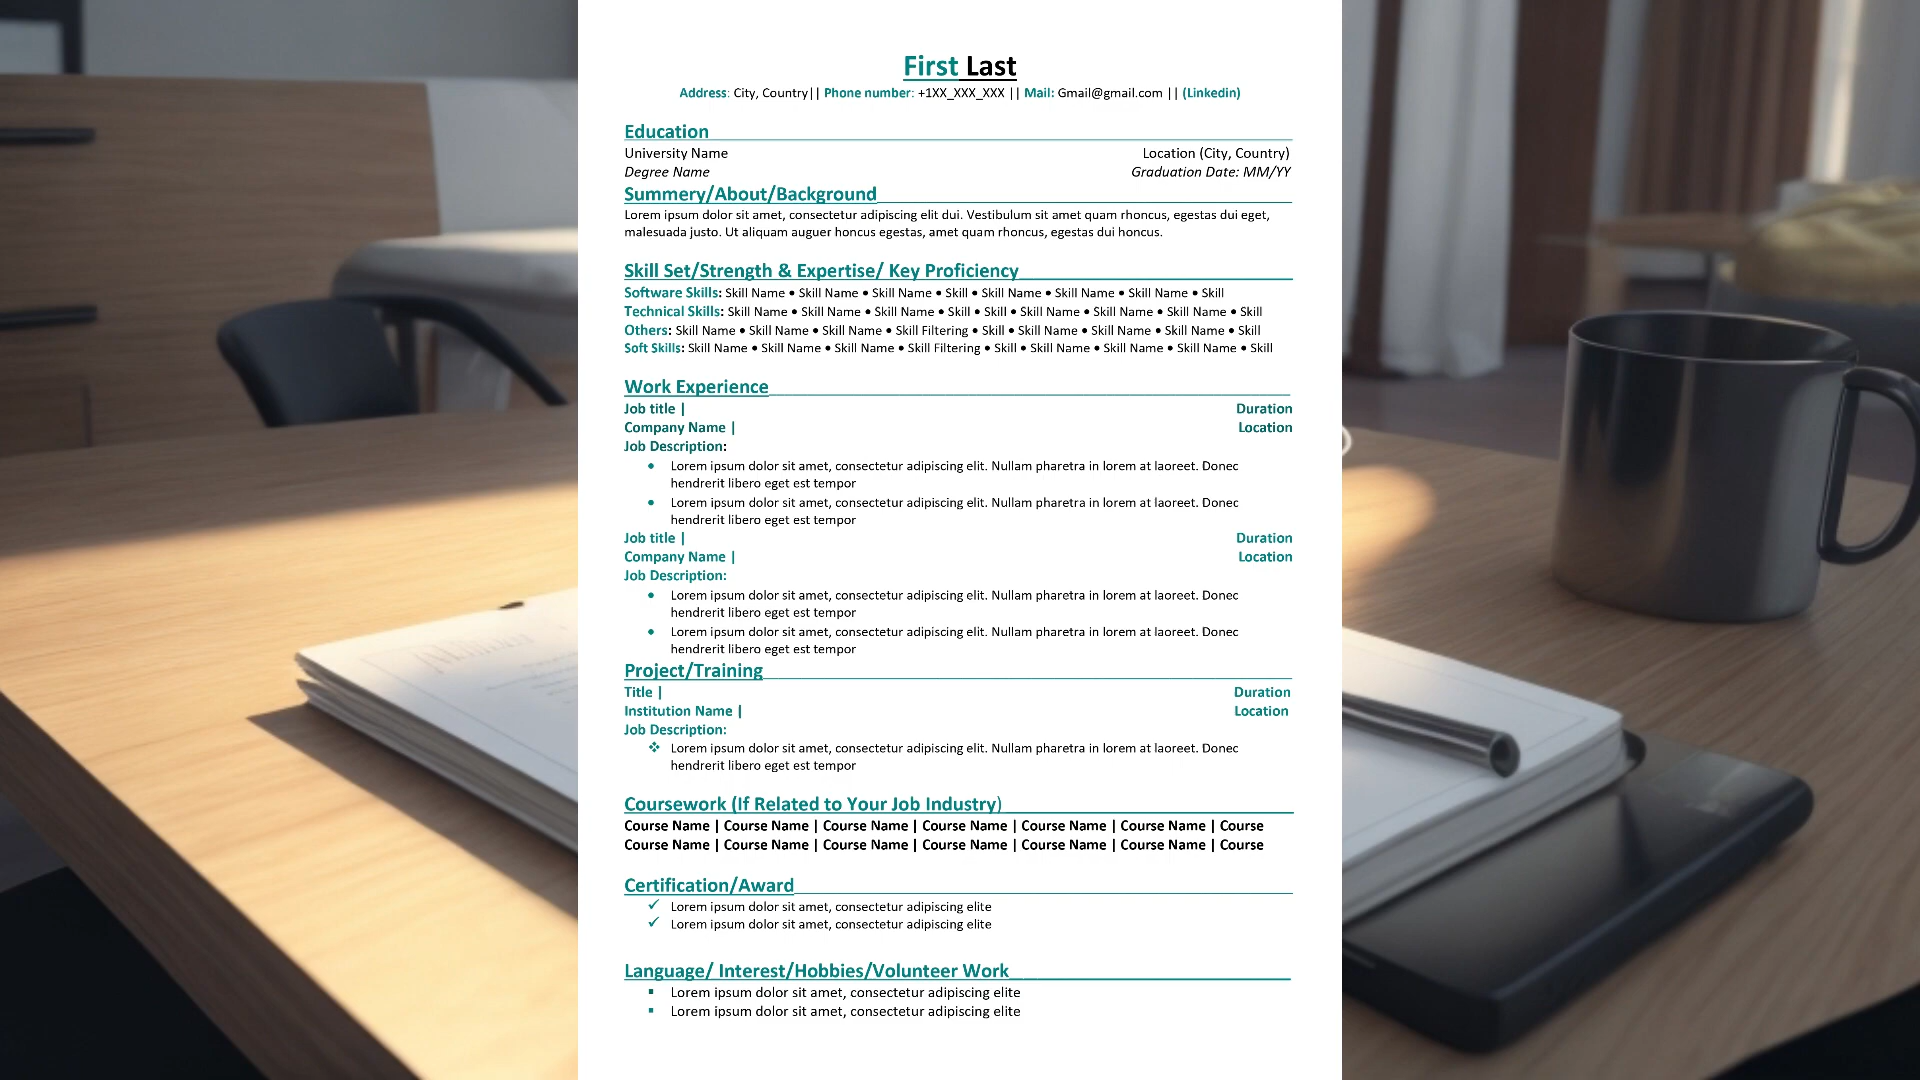 First Last
Address: City, Country|| Phone number: +1XX_XXX_XXX || Mail: Gmail@gmail.com || (Linkedin)
Education
University Name Location (City, Country)
Degree Name Graduation Date: MM/YY
Summery/About/Background
Lorem ipsum dolor sit amet, consectetur adipiscing elit dui. Vestibulum sit amet quam rhoncus, egestas dui eget,
malesuada justo. Ut aliquam auguer honcus egestas, amet quam rhoncus, egestas dui honcus.
Skill Set/Strength & Expertise/ Key Proficiency
Software Skills: Skill Name • Skill Name • Skill Name • Skill • Skill Name • Skill Name • Skill Name • Skill
Technical Skills: Skill Name • Skill Name • Skill Name • Skill • Skill • Skill Name • Skill Name • Skill Name • Skill
Others: Skill Name • Skill Name • Skill Name • Skill Filtering • Skill • Skill Name • Skill Name • Skill Name • Skill
Soft Skills: Skill Name • Skill Name • Skill Name • Skill Filtering • Skill • Skill Name • Skill Name • Skill Name • Skill
Work Experience
Job title | Duration
Company Name | Location
Job Description:
• Lorem ipsum dolor sit amet, consectetur adipiscing elit. Nullam pharetra in lorem at laoreet. Donec
hendrerit libero eget est tempor
• Lorem ipsum dolor sit amet, consectetur adipiscing elit. Nullam pharetra in lorem at laoreet. Donec
hendrerit libero eget est tempor
Job title | Duration
Company Name | Location
Job Description:
• Lorem ipsum dolor sit amet, consectetur adipiscing elit. Nullam pharetra in lorem at laoreet. Donec
hendrerit libero eget est tempor
• Lorem ipsum dolor sit amet, consectetur adipiscing elit. Nullam pharetra in lorem at laoreet. Donec
hendrerit libero eget est tempor
Project/Training
Title | Duration
Institution Name | Location
Job Description:
❖ Lorem ipsum dolor sit amet, consectetur adipiscing elit. Nullam pharetra in lorem at laoreet. Donec
hendrerit libero eget est tempor
Coursework (If Related to Your Job Industry)
Course Name | Course Name | Course Name | Course Name | Course Name | Course Name | Course
Course Name | Course Name | Course Name | Course Name | Course Name | Course Name | Course
Certification/Award
✓ Lorem ipsum dolor sit amet, consectetur adipiscing elite
✓ Lorem ipsum dolor sit amet, consectetur adipiscing elite
Language/ Interest/Hobbies/Volunteer Work
▪ Lorem ipsum dolor sit amet, consectetur adipiscing elite
▪ Lorem ipsum dolor sit amet, consectetur adipiscing elite